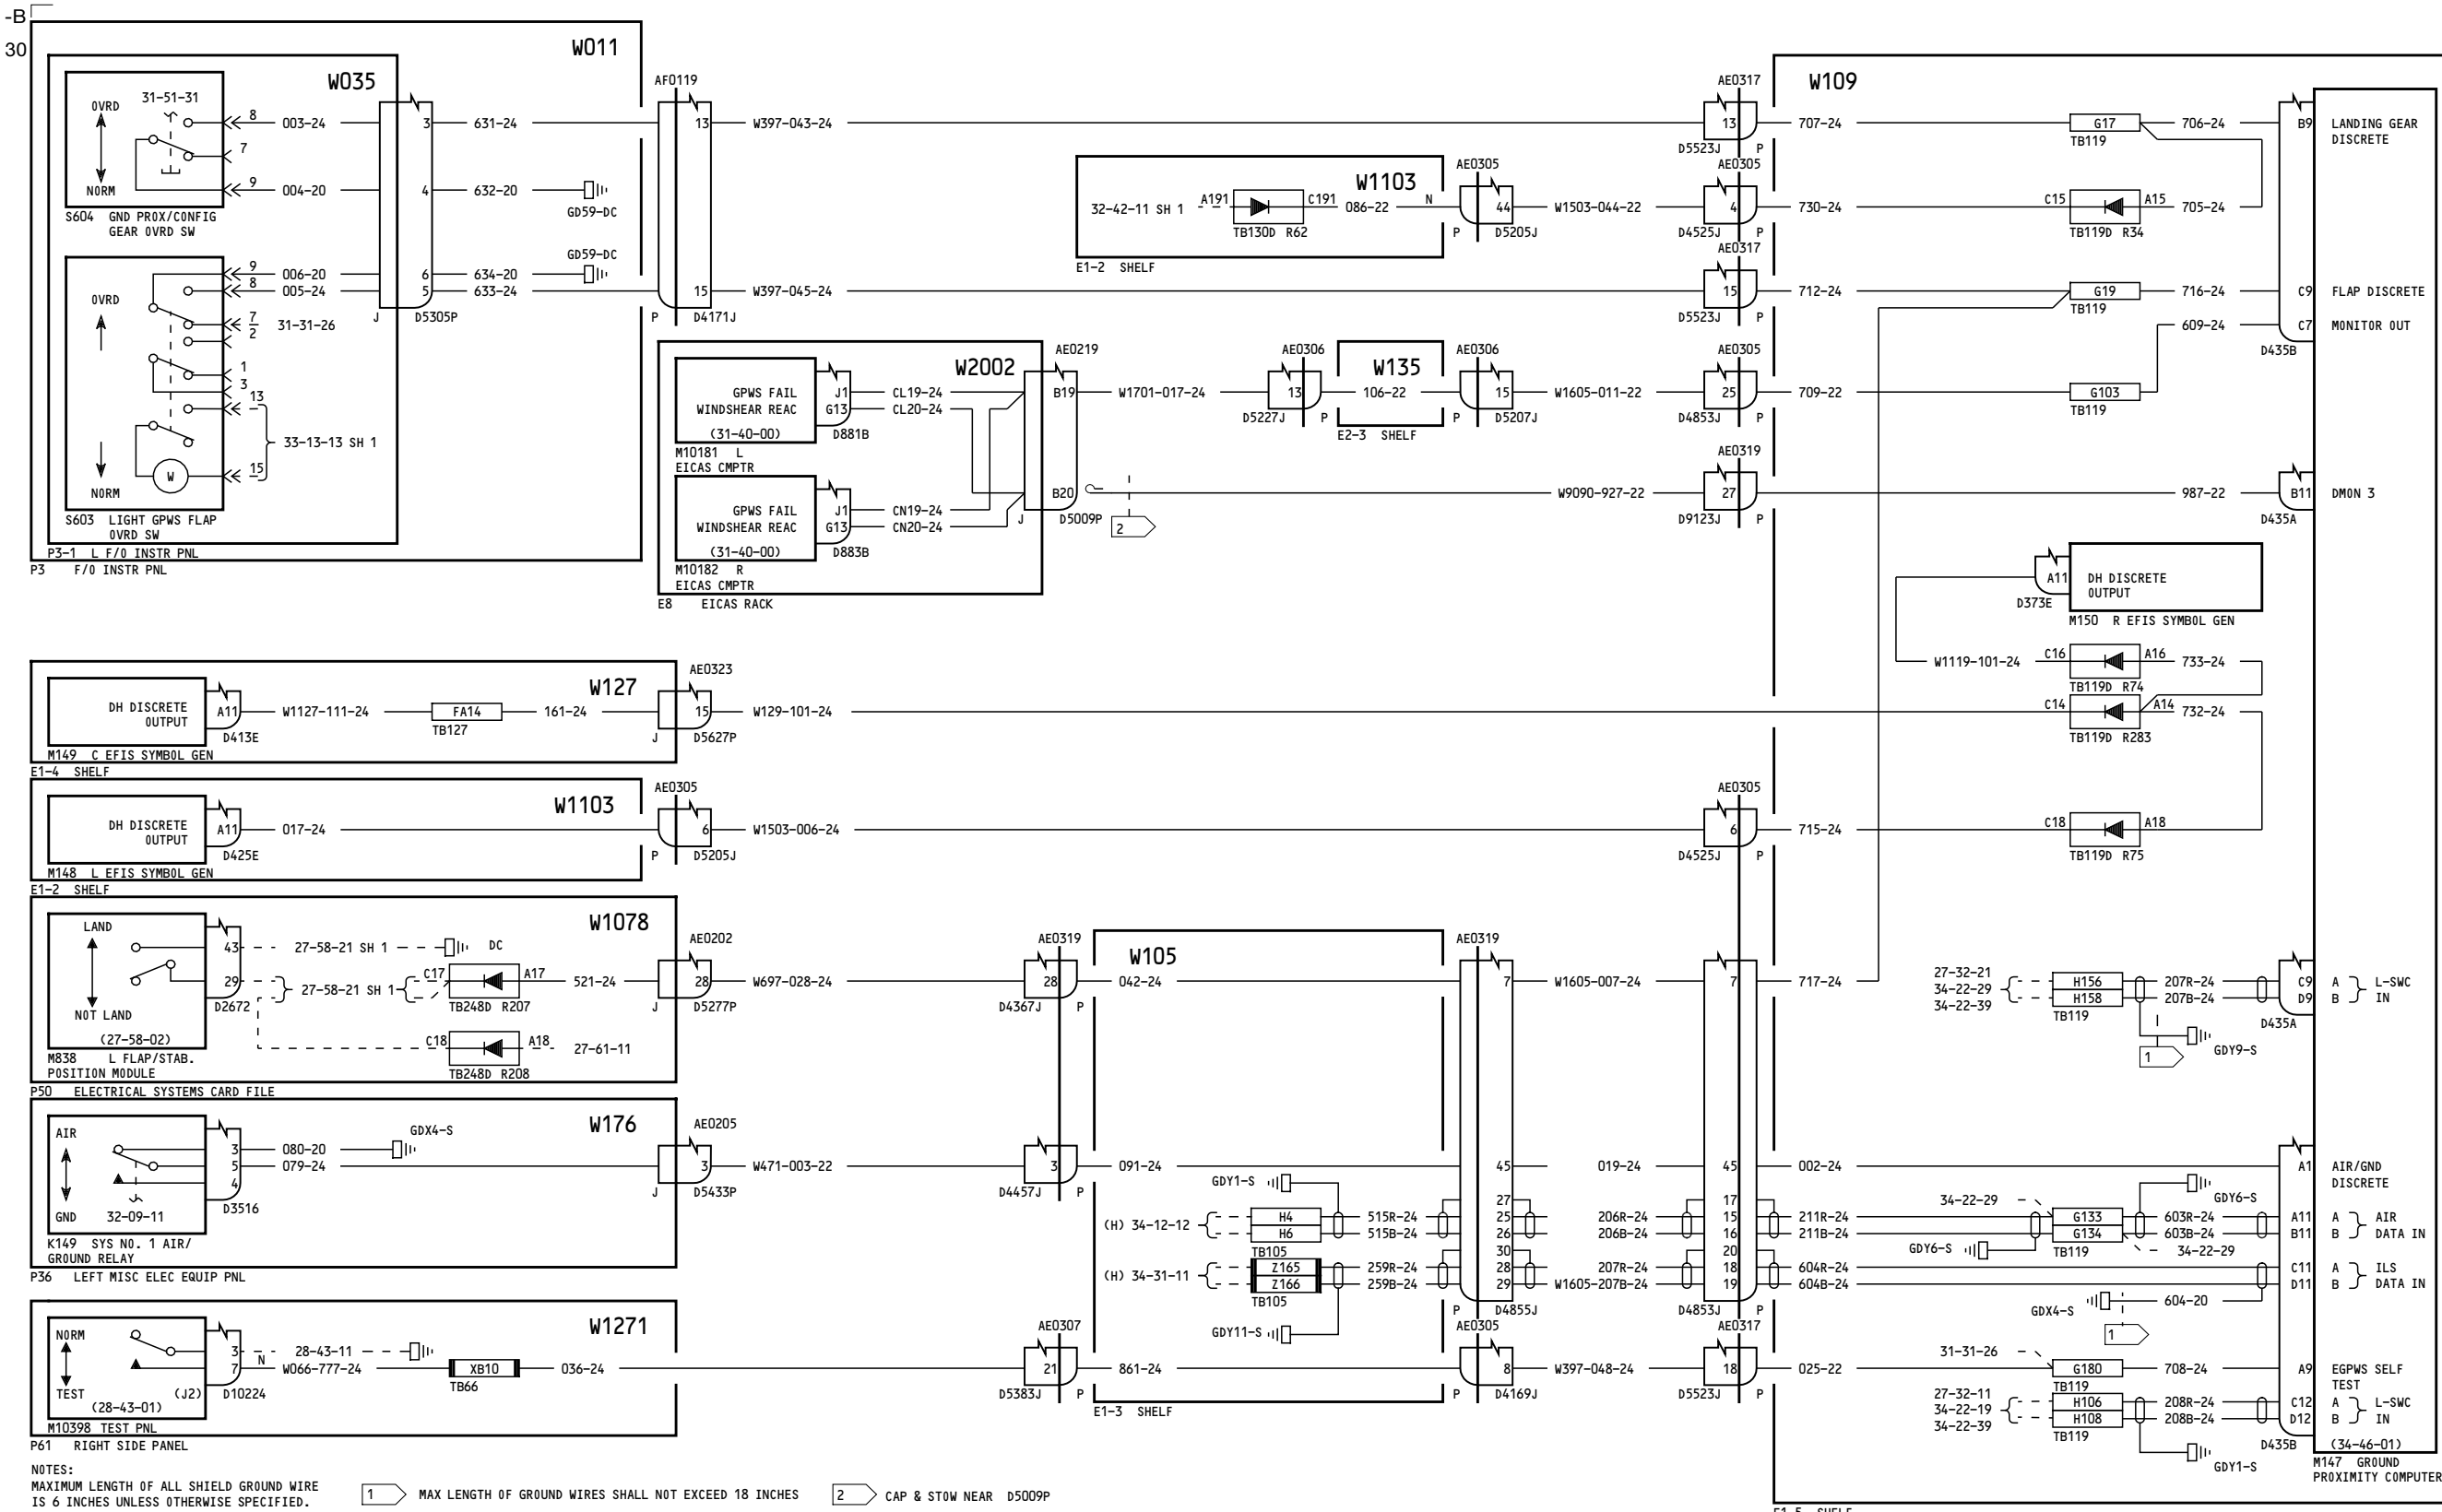 -B
30
W011
W035
31-51-31
OVRD
NORM
8
7
9
003-24
004-20
S604 GND PROX/CONFIG
GEAR OVRD SW
3
4
631-24
632-20
GD59-DC
GD59-DC
OVRD
NORM
9
8
7
2
1
3
13
15
W
006-20
005-24
31-31-26
33-13-13 SH 1
6
5
634-20
633-24
J D5305P
S603 LIGHT GPWS FLAP
OVRD SW
P3-1 L F/O INSTR PNL
P3 F/O INSTR PNL
AF0119
13
15
P D4171J
W397-043-24
W397-045-24
W1103
32-42-11 SH 1
A191
C191
086-22
N
TB130D R62
E1-2 SHELF
AE0305
44
P D5205J
W1503-044-22
AE0317
13
D5523J P
AE0305
4
D4525J P
AE0317
15
D5523J P
W109
707-24
730-24
712-24
G17
TB119
706-24
C15
A15
705-24
TB119D R34
G19
TB119
716-24
609-24
B9
LANDING GEAR
DISCRETE
C9
FLAP DISCRETE
C7
MONITOR OUT
D435B
W2002
GPWS FAIL
WINDSHEAR REAC
(31-40-00)
J1
G13
D881B
CL19-24
CL20-24
M10181 L
EICAS CMPTR
GPWS FAIL
WINDSHEAR REAC
(31-40-00)
J1
G13
D883B
CN19-24
CN20-24
M10182 R
EICAS CMPTR
E8 EICAS RACK
AE0219
B19
B20
J D5009P
W1701-017-24
2
AE0306
13
D5227J P
W135
106-22
E2-3 SHELF
AE0306
15
P D5207J
W1605-011-22
AE0305
25
D4853J P
709-22
G103
TB119
W9090-927-22
AE0319
27
D9123J P
987-22
B11
DMON 3
D435A
A11
DH DISCRETE
OUTPUT
D373E
M150 R EFIS SYMBOL GEN
W1119-101-24
C16
A16
733-24
TB119D R74
C14
A14
732-24
TB119D R283
W127
DH DISCRETE
OUTPUT
A11
D413E
W1127-111-24
FA14
TB127
161-24
M149 C EFIS SYMBOL GEN
E1-4 SHELF
AE0323
15
J D5627P
W129-101-24
W1103
DH DISCRETE
OUTPUT
A11
D425E
017-24
M148 L EFIS SYMBOL GEN
E1-2 SHELF
AE0305
6
P D5205J
W1503-006-24
AE0305
6
D4525J P
715-24
C18
A18
TB119D R75
W1078
LAND
NOT LAND
(27-58-02)
43
29
D2672
27-58-21 SH 1
DC
27-58-21 SH 1
C17
A17
521-24
TB248D R207
C18
A18
27-61-11
TB248D R208
M838 L FLAP/STAB.
POSITION MODULE
P50 ELECTRICAL SYSTEMS CARD FILE
AE0202
28
J D5277P
W697-028-24
AE0319
28
D4367J P
W105
042-24
AE0319
7
W1605-007-24
7
717-24
27-32-21
34-22-29
34-22-39
H156
H158
TB119
207R-24
207B-24
C9
D9
A
B
L-SWC
IN
D435A
1
GDY9-S
W176
AIR
GND
32-09-11
3
5
4
D3516
080-20
079-24
GDX4-S
K149 SYS NO. 1 AIR/
GROUND RELAY
P36 LEFT MISC ELEC EQUIP PNL
AE0205
3
J D5433P
W471-003-22
3
D4457J P
091-24
45
019-24
45
002-24
A1
AIR/GND
DISCRETE
GDY1-S
(H) 34-12-12
H4
H6
TB105
515R-24
515B-24
27
25
26
206R-24
206B-24
17
15
16
211R-24
211B-24
34-22-29
G133
G134
TB119
603R-24
603B-24
GDY6-S
GDY6-S
34-22-29
A11
B11
A
B
AIR
DATA IN
(H) 34-31-11
Z165
Z166
TB105
259R-24
259B-24
30
28
29
207R-24
W1605-207B-24
20
18
19
604R-24
604B-24
C11
D11
A
B
ILS
DATA IN
GDX4-S
604-20
1
GDY11-S
P D4855J
D4853J P
W1271
NORM
TEST
(J2)
(28-43-01)
3
7
D10224
N
28-43-11
W066-777-24
XB10
TB66
036-24
M10398 TEST PNL
P61 RIGHT SIDE PANEL
AE0307
21
D5383J P
861-24
E1-3 SHELF
AE0305
8
P D4169J
W397-048-24
AE0317
18
D5523J P
025-22
31-31-26
G180
TB119
708-24
A9
EGPWS SELF
TEST
27-32-11
34-22-19
34-22-39
H106
H108
TB119
208R-24
208B-24
C12
D12
A
B
L-SWC
IN
D435B
GDY1-S
(34-46-01)
M147 GROUND
PROXIMITY COMPUTER
NOTES:
MAXIMUM LENGTH OF ALL SHIELD GROUND WIRE
IS 6 INCHES UNLESS OTHERWISE SPECIFIED.
1 MAX LENGTH OF GROUND WIRES SHALL NOT EXCEED 18 INCHES
2 CAP & STOW NEAR D5009P
E1-5 SHELF